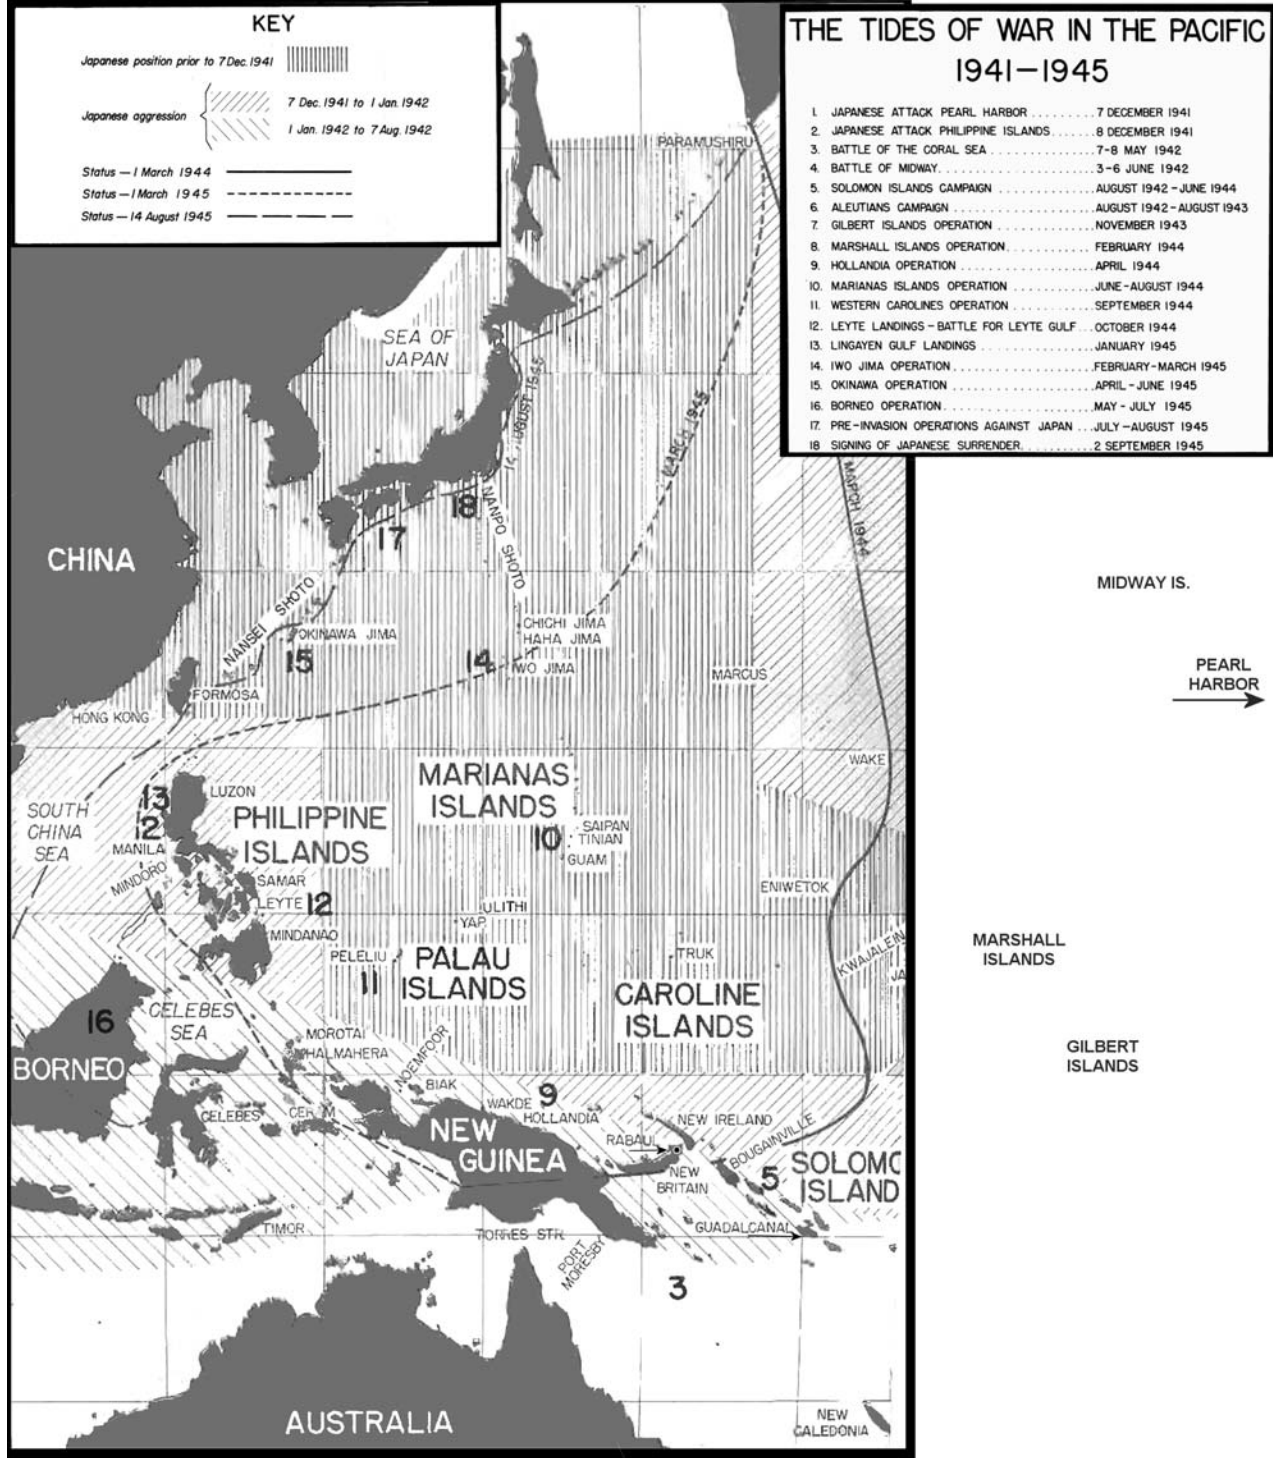 KEY
Japanese position prior to 7 Dec. 1941
Japanese aggression
7 Dec. 1941 to 1 Jan. 1942
1 Jan. 1942 to 7 Aug. 1942
Status — 1 March 1944
Status — 1 March 1945
Status — 14 August 1945
THE TIDES OF WAR IN THE PACIFIC
1941—1945
1. JAPANESE ATTACK PEARL HARBOR . . . . . . . . . 7 DECEMBER 1941
2. JAPANESE ATTACK PHILIPPINE ISLANDS . . . . . . 8 DECEMBER 1941
3. BATTLE OF THE CORAL SEA . . . . . . . . . . . . . . 7-8 MAY 1942
4. BATTLE OF MIDWAY. . . . . . . . . . . . . . . . . . . . 3-6 JUNE 1942
5. SOLOMON ISLANDS CAMPAIGN . . . . . . . . . . . . . AUGUST 1942 - JUNE 1944
6. ALEUTIANS CAMPAIGN . . . . . . . . . . . . . . . . . . AUGUST 1942 - AUGUST 1943
7. GILBERT ISLANDS OPERATION . . . . . . . . . . . . . NOVEMBER 1943
8. MARSHALL ISLANDS OPERATION . . . . . . . . . . . . FEBRUARY 1944
9. HOLLANDIA OPERATION . . . . . . . . . . . . . . . . . APRIL 1944
10. MARIANAS ISLANDS OPERATION . . . . . . . . . . . JUNE-AUGUST 1944
11. WESTERN CAROLINES OPERATION . . . . . . . . . . SEPTEMBER 1944
12. LEYTE LANDINGS - BATTLE FOR LEYTE GULF . . . OCTOBER 1944
13. LINGAYEN GULF LANDINGS . . . . . . . . . . . . . . JANUARY 1945
14. IWO JIMA OPERATION . . . . . . . . . . . . . . . . . . FEBRUARY-MARCH 1945
15. OKINAWA OPERATION . . . . . . . . . . . . . . . . . . APRIL - JUNE 1945
16. BORNEO OPERATION . . . . . . . . . . . . . . . . . . . MAY - JULY 1945
17. PRE-INVASION OPERATIONS AGAINST JAPAN . . . JULY - AUGUST 1945
18 SIGNING OF JAPANESE SURRENDER. . . . . . . . . . 2 SEPTEMBER 1945
PARAMUSHIRU
SEA OF
JAPAN
14 AUGUST 1945
MARCH 1945
MARCH 1944
18
17
NANPO SHOTO
CHINA
MIDWAY IS.
NANSEI SHOTO
CHICHI JIMA
OKINAWA JIMA
HAHA JIMA
15
14
IWO JIMA
MARCUS
PEARL
HARBOR
FORMOSA
HONG KONG
WAKE
MARIANAS
ISLANDS
LUZON
13
SOUTH
CHINA
SEA
PHILIPPINE
ISLANDS
12
10
SAIPAN
TINIAN
GUAM
MANILA
MINDORO
SAMAR
LEYTE
12
ENIWETOK
ULITHI
YAP
MINDANAO
PELELIU
PALAU
ISLANDS
11
TRUK
KWAJALEIN
JA
MARSHALL
ISLANDS
CAROLINE
ISLANDS
CELEBES
SEA
16
BORNEO
MOROTAI
HALMAHERA
NOEMFOOR
BIAK
GILBERT
ISLANDS
9
WAKDE
HOLLANDIA
CELEBES
CERAM
NEW
GUINEA
NEW IRELAND
RABAUL
BOUGAINVILLE
NEW
BRITAIN
5
SOLOMO
ISLAND
TIMOR
TORRES STR.
PORT
MORESBY
GUADALCANAL
3
AUSTRALIA
NEW
CALEDONIA